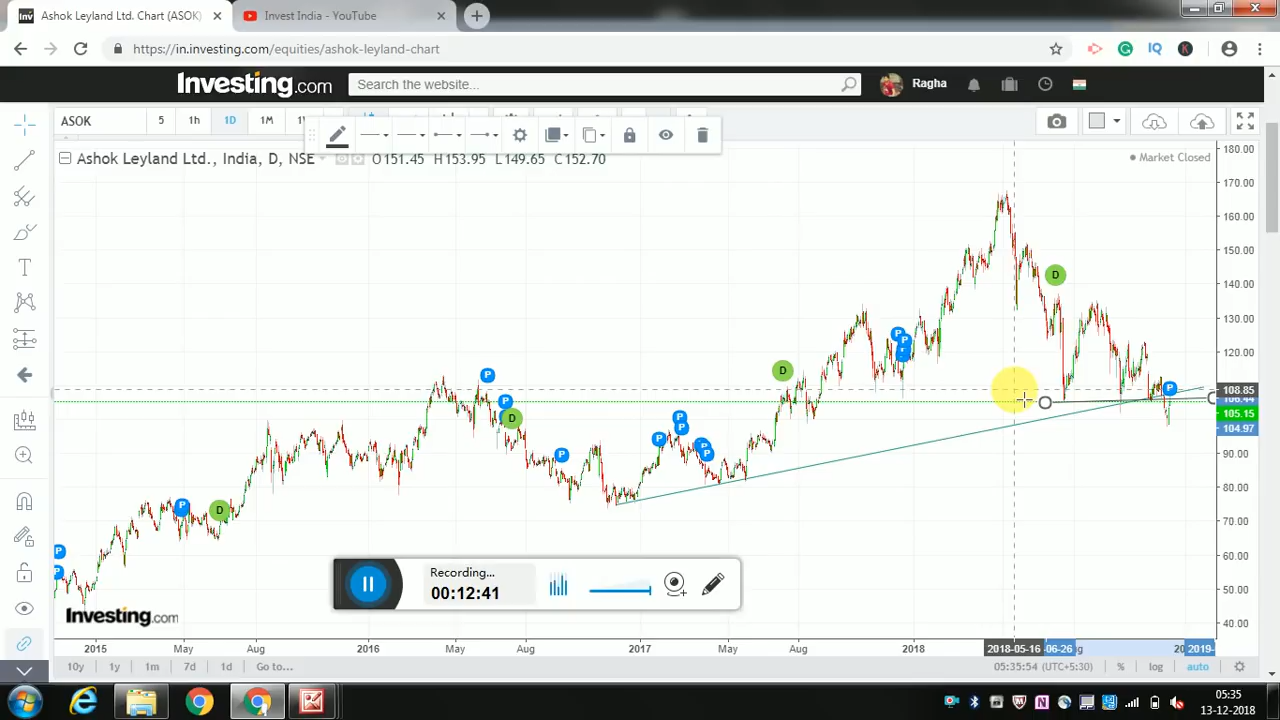 Ashok Leyland Ltd. Chart (ASOK)
Invest India - YouTube
https://in.investing.com/equities/ashok-leyland-chart
Investing.com
Search the website...
Ragha
ASOK
5
1h
1D
1M
Ashok Leyland Ltd., India, D, NSE
O151.45 H153.95 L149.65 C152.70
Market Closed
180.00
170.00
160.00
150.00
140.00
130.00
120.00
108.85
105.15
104.97
90.00
80.00
70.00
60.00
50.00
40.00
D
P
P
D
P
D
P
P
P
P
P
P
P
P
P
D
P
P
Recording...
00:12:41
Investing.com
2015
May
Aug
2016
May
Aug
2017
May
Aug
2018
2018-05-16
-06-26
2019-
10y
1y
1m
7d
1d
Go to...
05:35:54 (UTC+5:30)
%
log
auto
05:35
13-12-2018